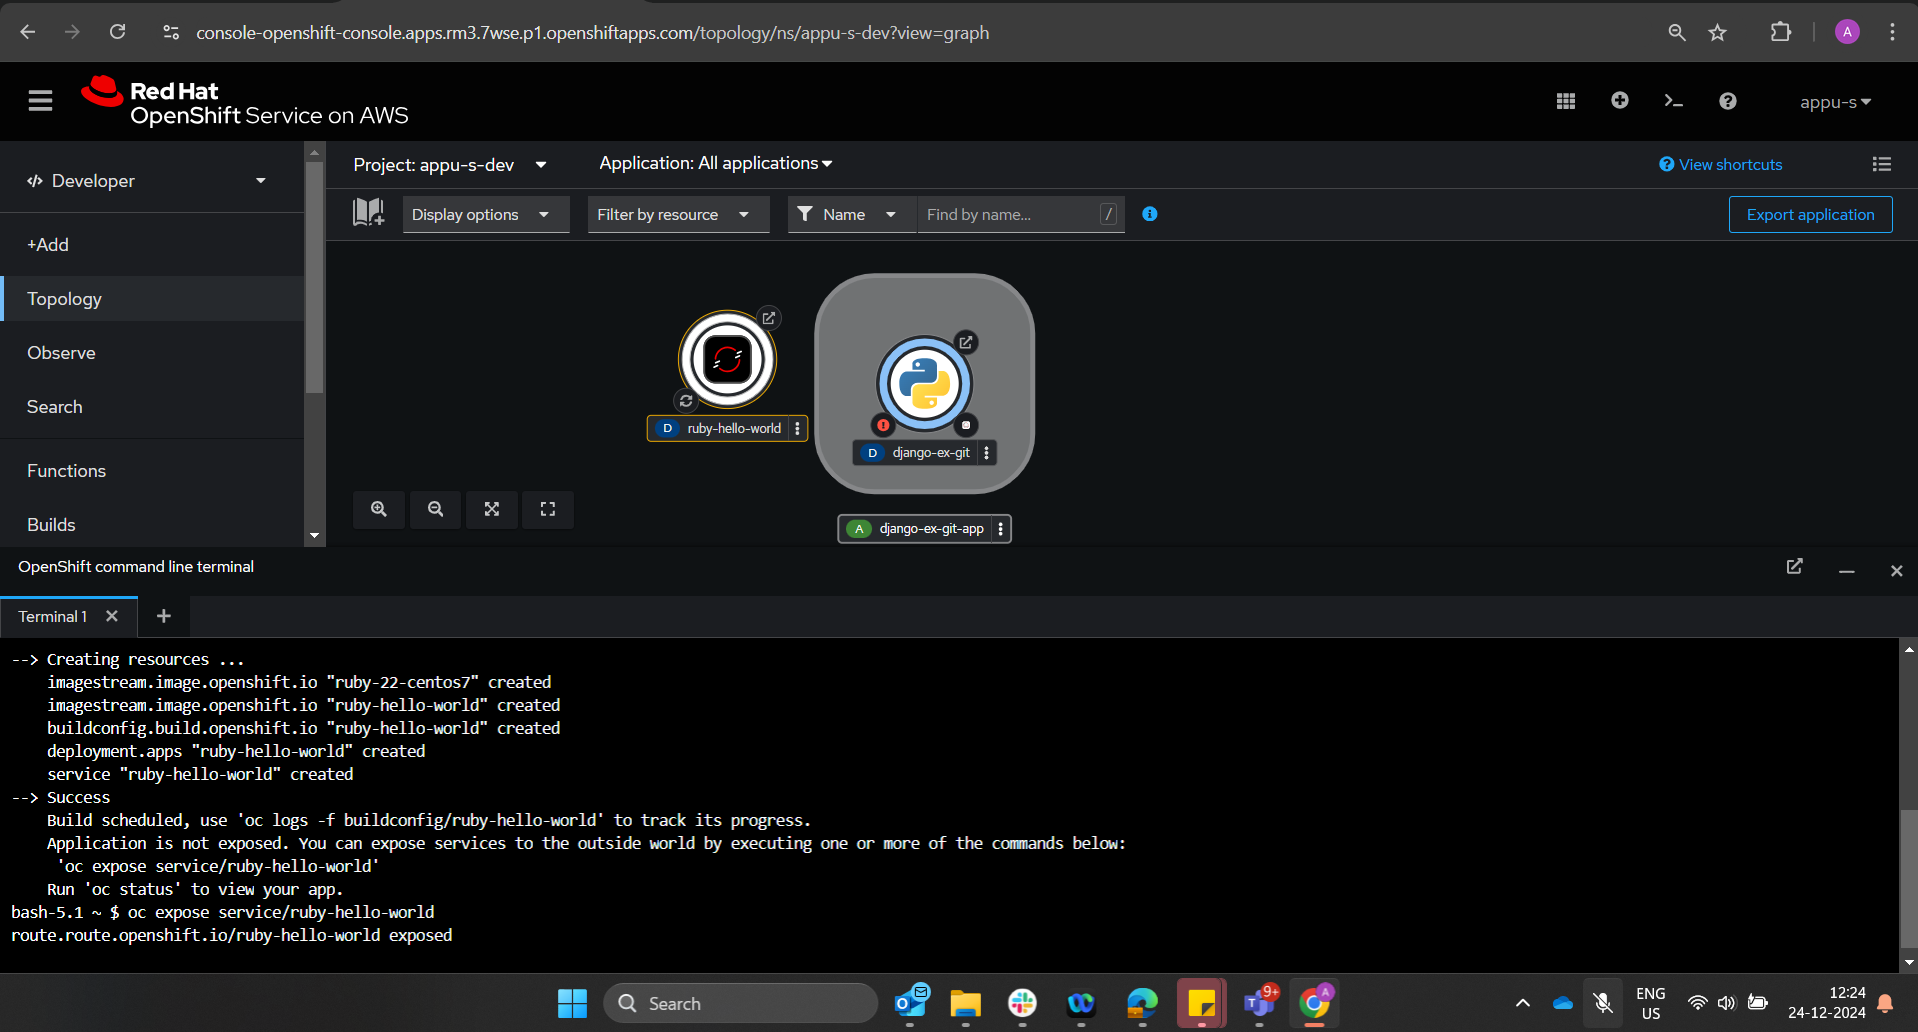 console-openshift-console.apps.rm3.7wse.p1.openshiftapps.com/topology/ns/appu-s-dev?view=graph
A
Red Hat
OpenShift Service on AWS
appu-s
Developer
+Add
Topology
Observe
Search
Functions
Builds
Project: appu-s-dev
Application: All applications
View shortcuts
Display options
Filter by resource
Name
Find by name...
/
Export application
D ruby-hello-world
D django-ex-git
A django-ex-git-app
OpenShift command line terminal
Terminal 1
--> Creating resources ...
imagestream.image.openshift.io "ruby-22-centos7" created
imagestream.image.openshift.io "ruby-hello-world" created
buildconfig.build.openshift.io "ruby-hello-world" created
deployment.apps "ruby-hello-world" created
service "ruby-hello-world" created
--> Success
Build scheduled, use 'oc logs -f buildconfig/ruby-hello-world' to track its progress.
Application is not exposed. You can expose services to the outside world by executing one or more of the commands below:
'oc expose service/ruby-hello-world'
Run 'oc status' to view your app.
bash-5.1 ~ $ oc expose service/ruby-hello-world
route.route.openshift.io/ruby-hello-world exposed
Search
9+
A
ENG
US
12:24
24-12-2024